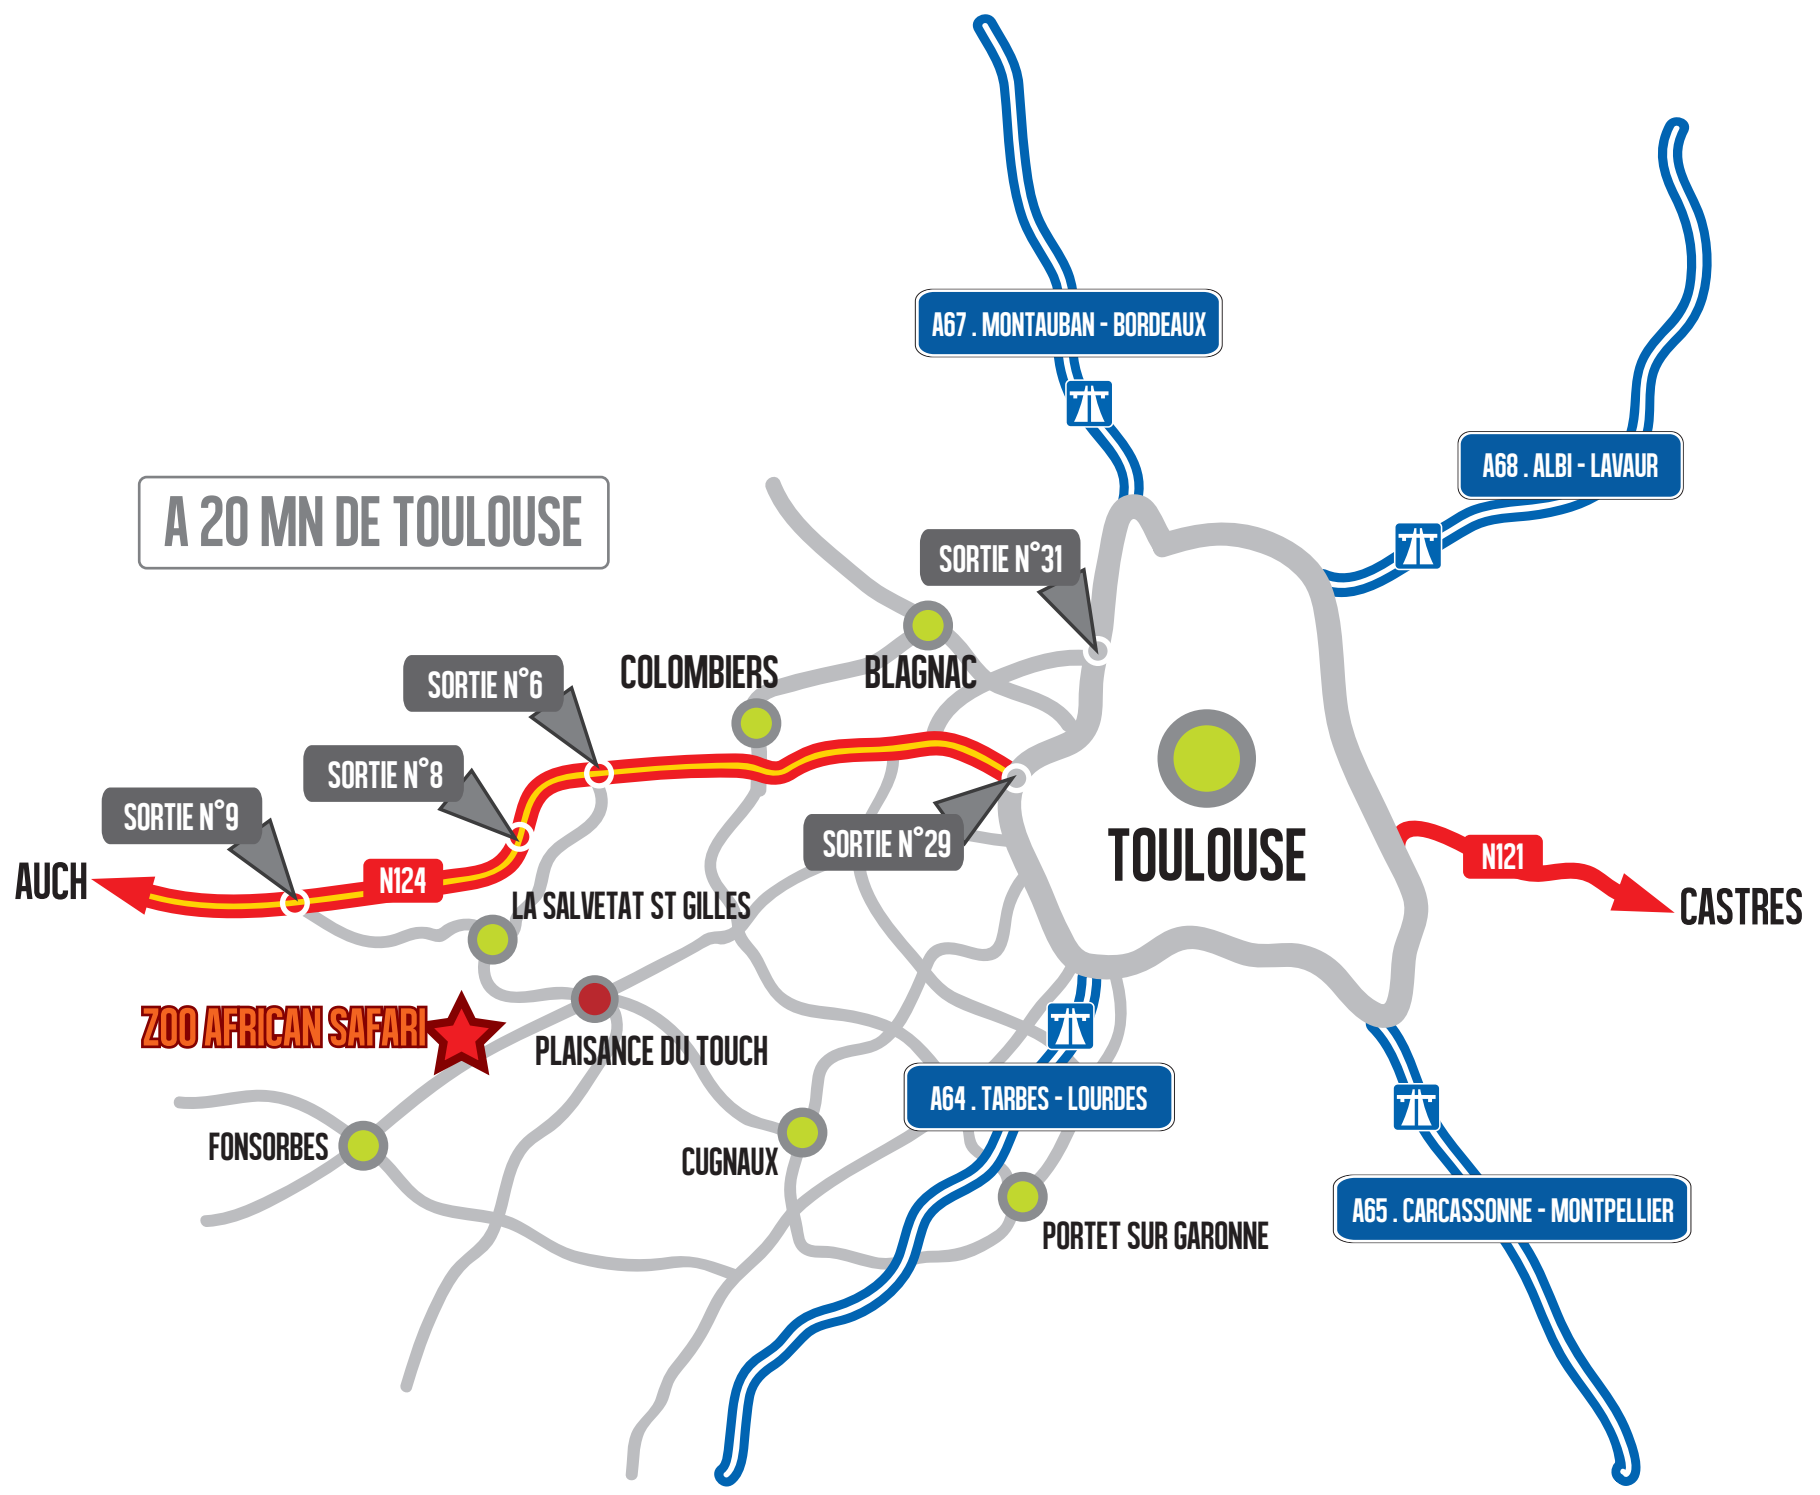 A67 . MONTAUBAN - BORDEAUX
A68 . ALBI - LAVAUR
A 20 MN DE TOULOUSE
SORTIE N°31
COLOMBIERS
BLAGNAC
SORTIE N°6
SORTIE N°8
SORTIE N°9
SORTIE N°29
TOULOUSE
N121
AUCH
N124
LA SALVETAT ST GILLES
CASTRES
ZOO AFRICAN SAFARI
PLAISANCE DU TOUCH
A64 . TARBES - LOURDES
FONSORBES
CUGNAUX
A65 . CARCASSONNE - MONTPELLIER
PORTET SUR GARONNE